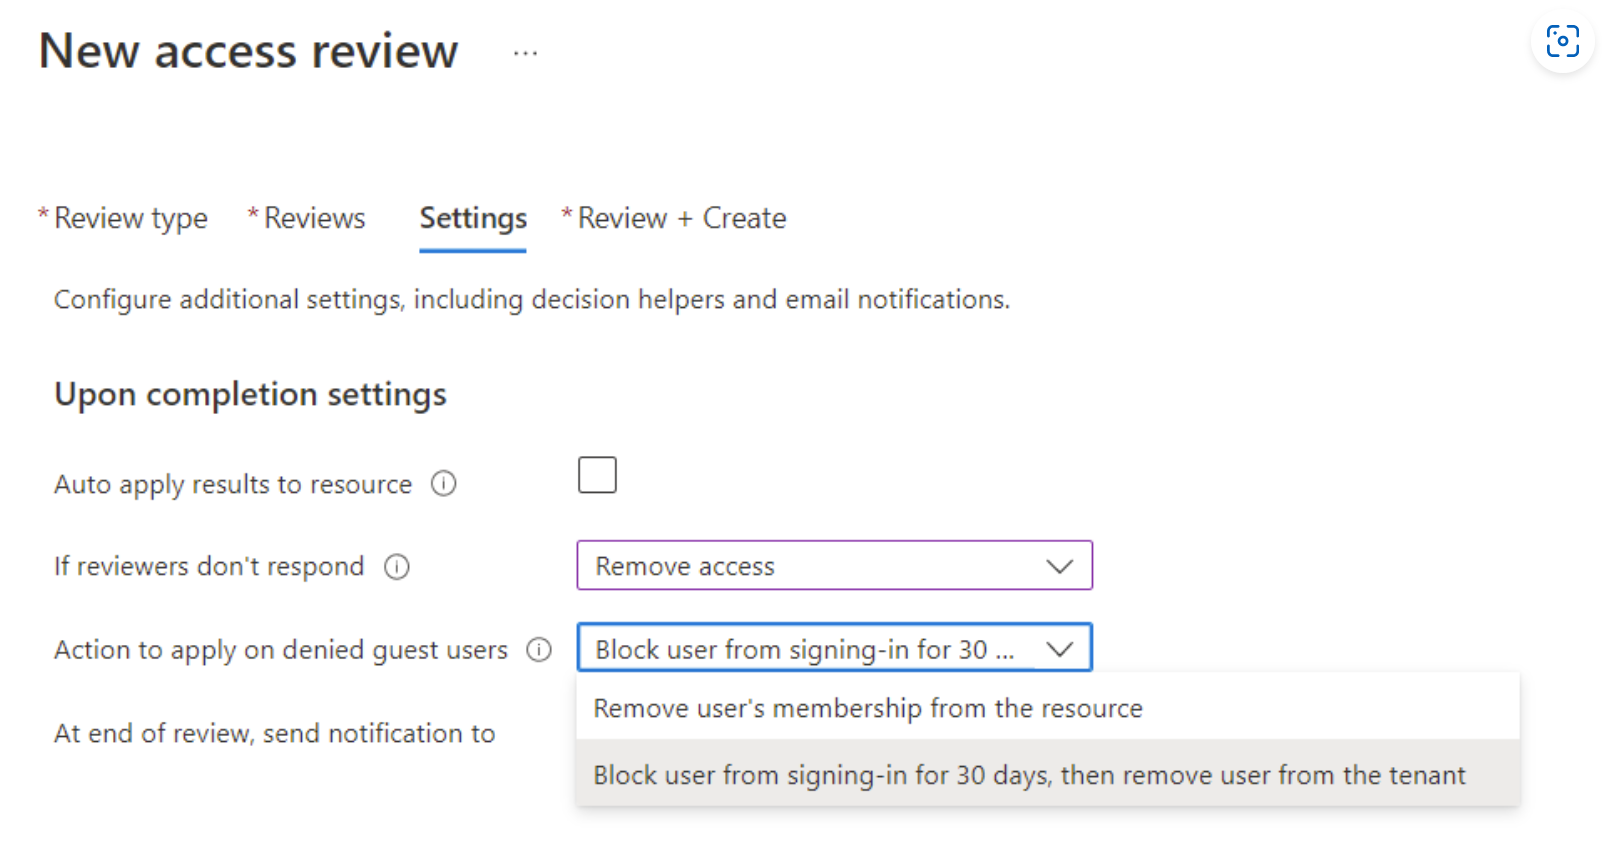 New access review ...
* Review type * Reviews Settings * Review + Create
Configure additional settings, including decision helpers and email notifications.
Upon completion settings
Auto apply results to resource
If reviewers don't respond Remove access
Action to apply on denied guest users Block user from signing-in for 30 ...
Remove user's membership from the resource
At end of review, send notification to
Block user from signing-in for 30 days, then remove user from the tenant